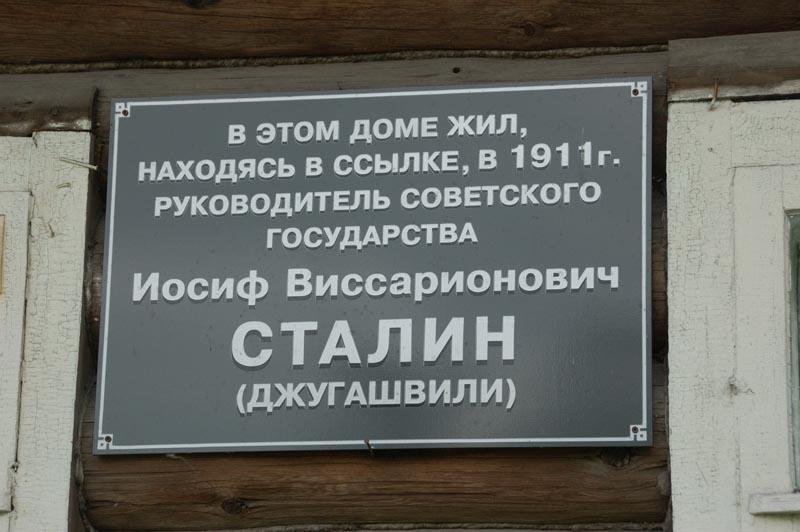 В ЭТОМ ДОМЕ ЖИЛ,
НАХОДЯСЬ В ССЫЛКЕ, В 1911г.
РУКОВОДИТЕЛЬ СОВЕТСКОГО
ГОСУДАРСТВА
Иосиф Виссарионович
СТАЛИН
(ДЖУГАШВИЛИ)